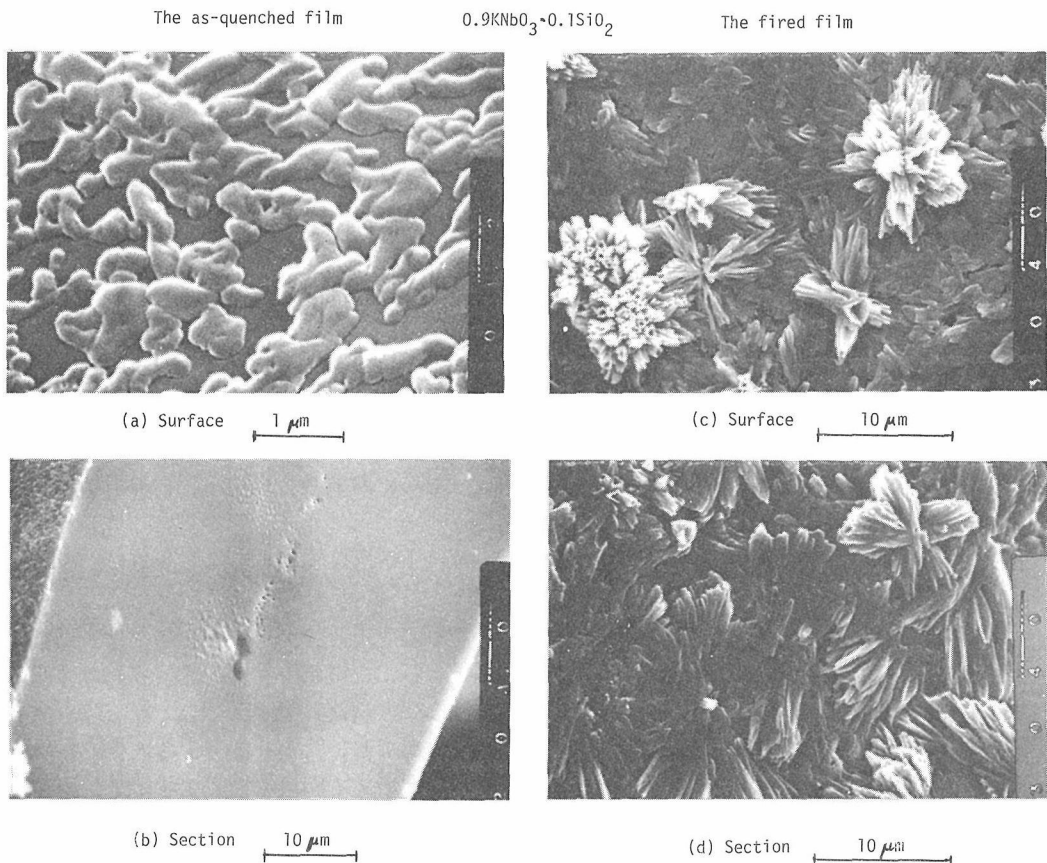 The as-quenched film 0.9KNbO₃•0.1SiO₂ The fired film
(a) Surface 1 μm
(c) Surface 10 μm
(b) Section 10 μm
(d) Section 10 μm